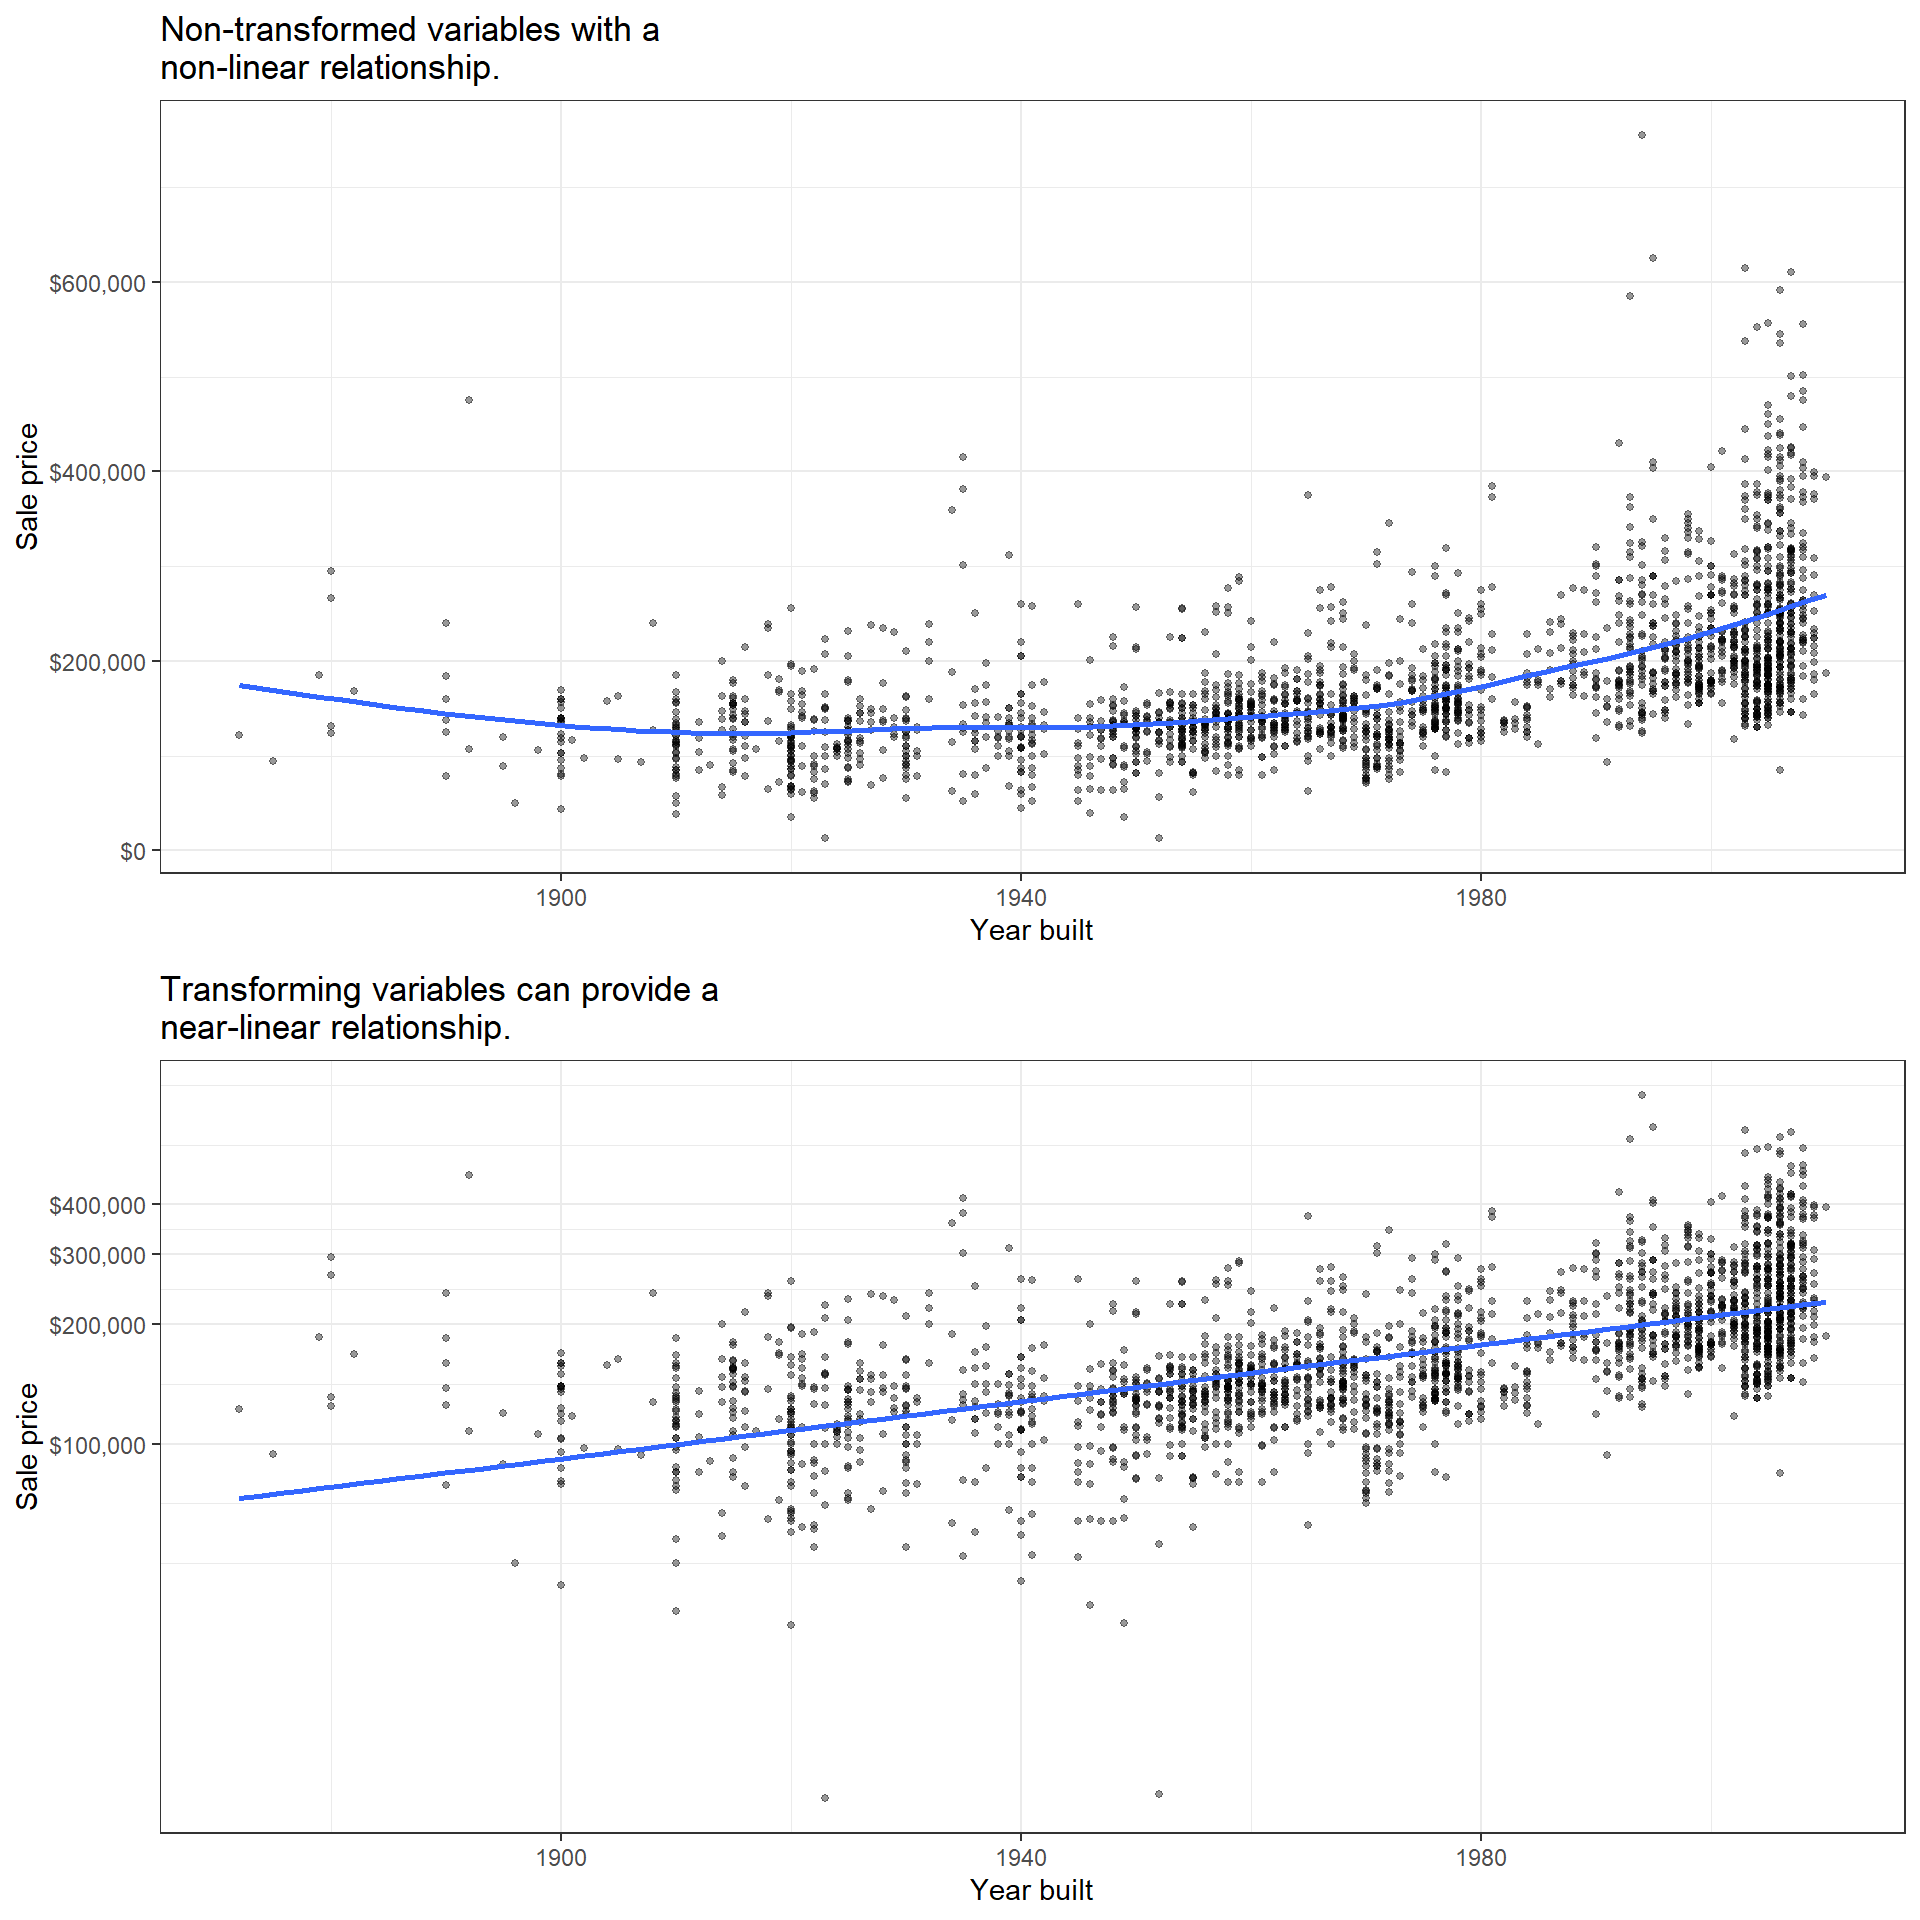 Non-transformed variables with a
non-linear relationship.
$600,000
$400,000
$200,000
$0
Sale price
1900
1940
1980
Year built
Transforming variables can provide a
near-linear relationship.
$400,000
$300,000
$200,000
$100,000
Sale price
1900
1940
1980
Year built